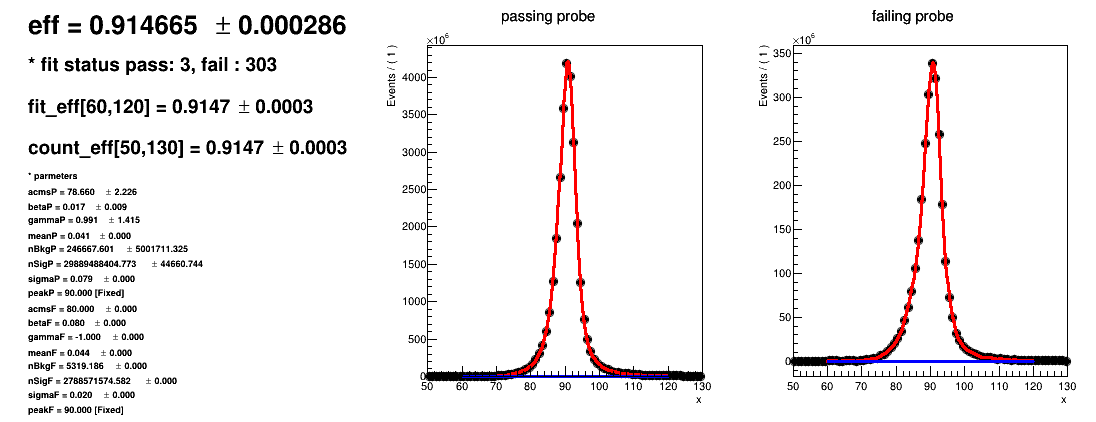 eff = 0.914665 ± 0.000286
* fit status pass: 3, fail : 303
fit_eff[60,120] = 0.9147 ± 0.0003
count_eff[50,130] = 0.9147 ± 0.0003
* parmeters
acmsP = 78.660 ± 2.226
betaP = 0.017 ± 0.009
gammaP = 0.991 ± 1.415
meanP = 0.041 ± 0.000
nBkgP = 246667.601 ± 5001711.325
nSigP = 29889488404.773 ± 44660.744
sigmaP = 0.079 ± 0.000
peakP = 90.000 [Fixed]
acmsF = 80.000 ± 0.000
betaF = 0.080 ± 0.000
gammaF = -1.000 ± 0.000
meanF = 0.044 ± 0.000
nBkgF = 5319.186 ± 0.000
nSigF = 2788571574.582 ± 0.000
sigmaF = 0.020 ± 0.000
peakF = 90.000 [Fixed]
passing probe
×10⁶
Events / ( 1 )
4000
3500
3000
2500
2000
1500
1000
500
0
50 60 70 80 90 100 110 120 130
x
failing probe
×10⁶
Events / ( 1 )
350
300
250
200
150
100
50
0
50 60 70 80 90 100 110 120 130
x